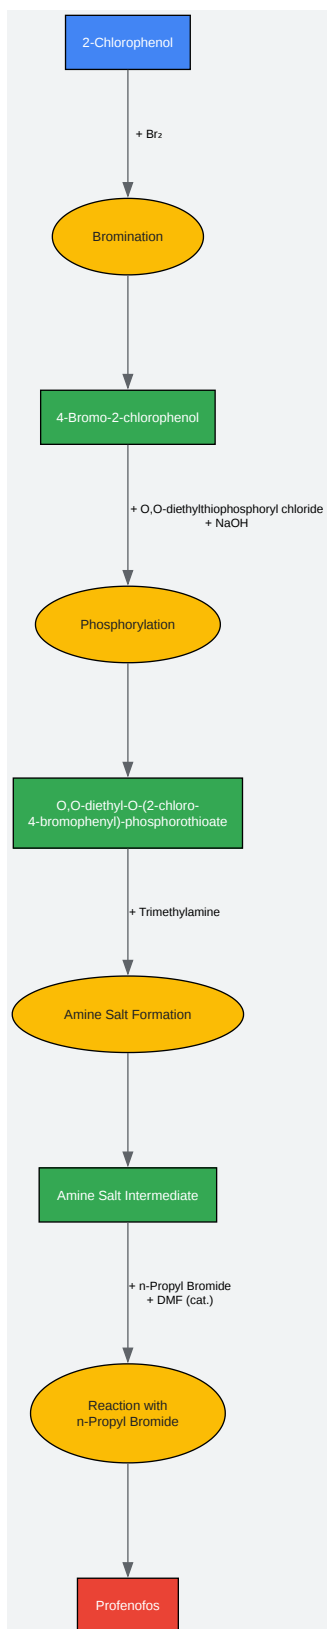 2-Chlorophenol
+ Br₂
Bromination
4-Bromo-2-chlorophenol
+ O,O-diethylthiophosphoryl chloride
+ NaOH
Phosphorylation
O,O-diethyl-O-(2-chloro-
4-bromophenyl)-phosphorothioate
+ Trimethylamine
Amine Salt Formation
Amine Salt Intermediate
+ n-Propyl Bromide
+ DMF (cat.)
Reaction with
n-Propyl Bromide
Profenofos